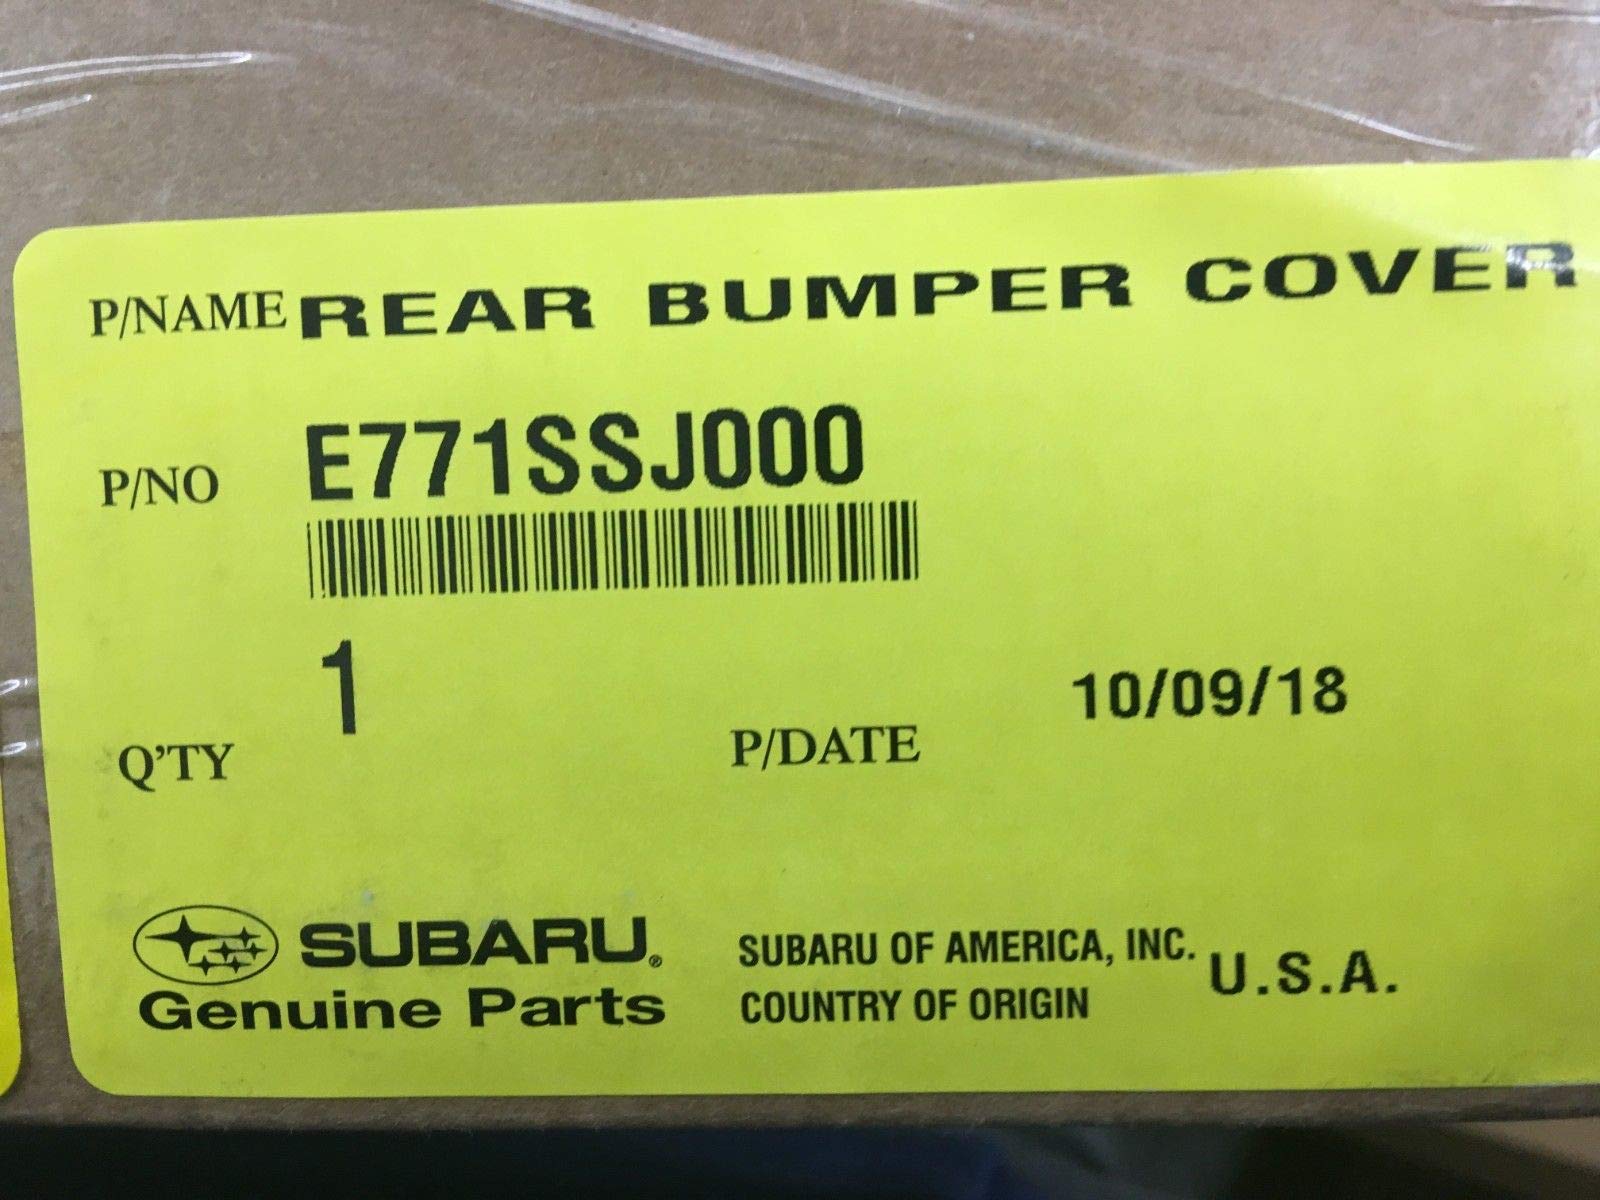 P/NAME REAR BUMPER COVER
P/NO E771SSJ000
Q'TY 1
P/DATE 10/09/18
SUBARU®
Genuine Parts
SUBARU OF AMERICA, INC.
COUNTRY OF ORIGIN U.S.A.